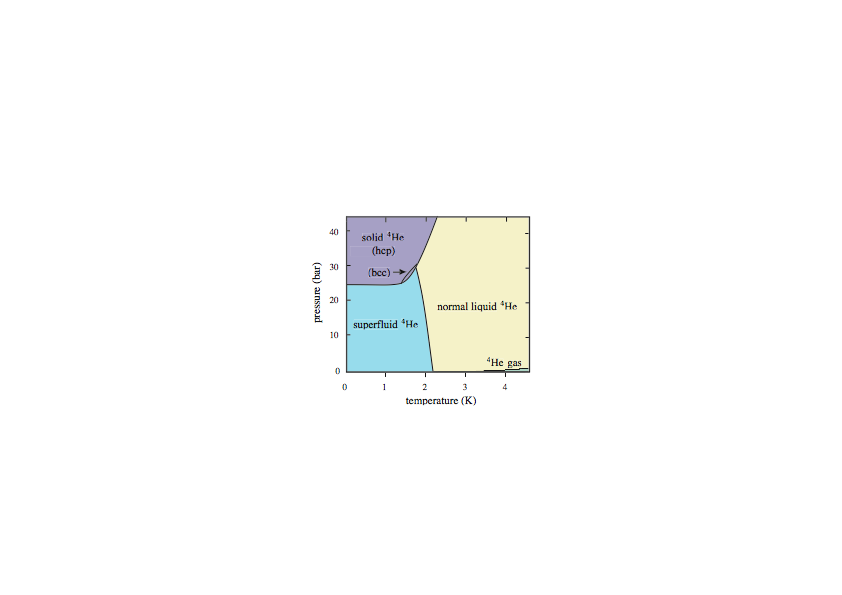 40
solid ⁴He
(hcp)
30
(bcc)
pressure (bar)
20
normal liquid ⁴He
superfluid ⁴He
10
⁴He gas
0
0 1 2 3 4
temperature (K)